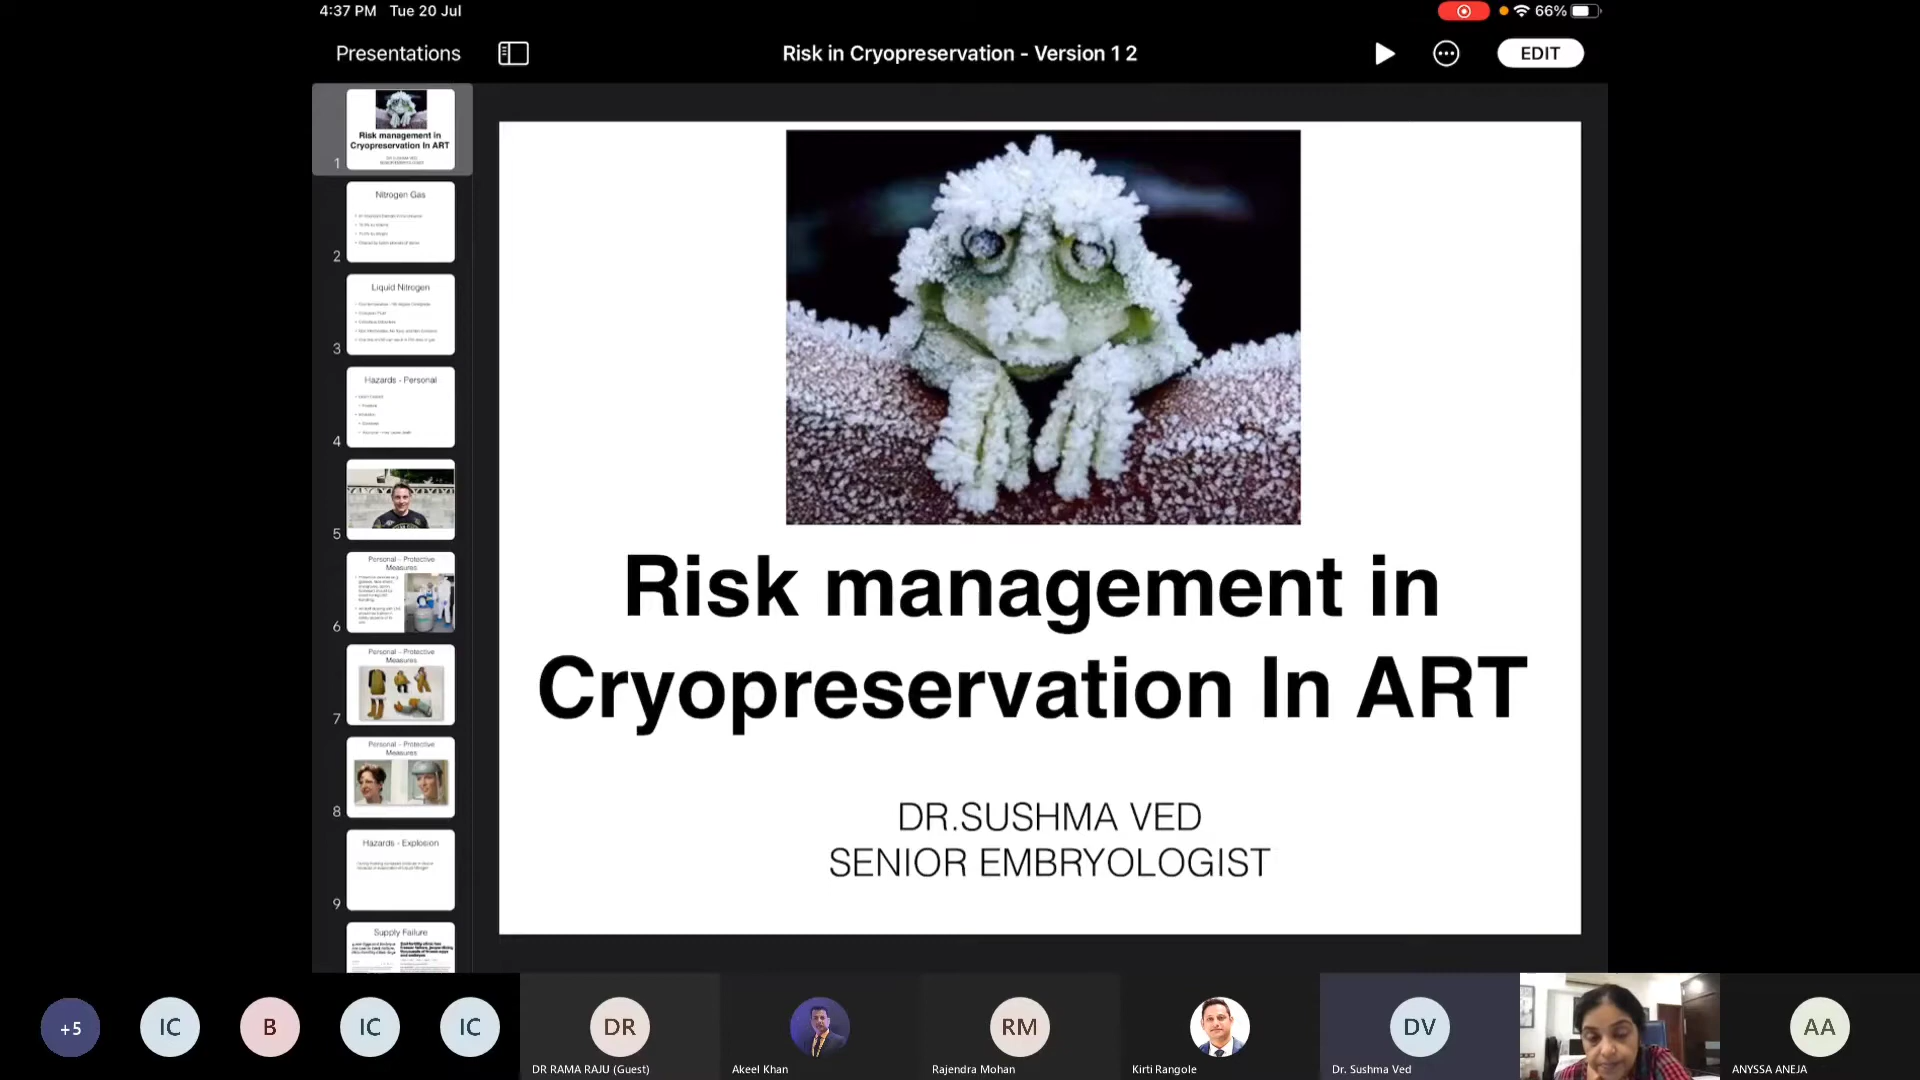 4:37 PM Tue 20 Jul
66%
Presentations
Risk in Cryopreservation - Version 1 2
EDIT
Risk management in
Cryopreservation In ART
1
Nitrogen Gas
2
Liquid Nitrogen
3
Hazards - Personal
4
5
Personal - Protective
Measures
6
Personal - Protective
Measures
7
Personal - Protective
Measures
8
Hazards - Explosion
9
Supply Failure
Risk management in
Cryopreservation In ART
DR.SUSHMA VED
SENIOR EMBRYOLOGIST
+5
IC
B
IC
IC
DR
DR RAMA RAJU (Guest)
Akeel Khan
RM
Rajendra Mohan
Kirti Rangole
DV
Dr. Sushma Ved
AA
ANYSSA ANEJA